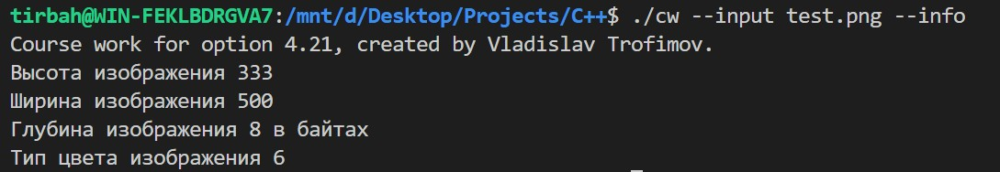 tirbah@WIN-FEKLBDRGVA7:/mnt/d/Desktop/Projects/C++$ ./cw --input test.png --info
Course work for option 4.21, created by Vladislav Trofimov.
Высота изображения 333
Ширина изображения 500
Глубина изображения 8 в байтах
Тип цвета изображения 6